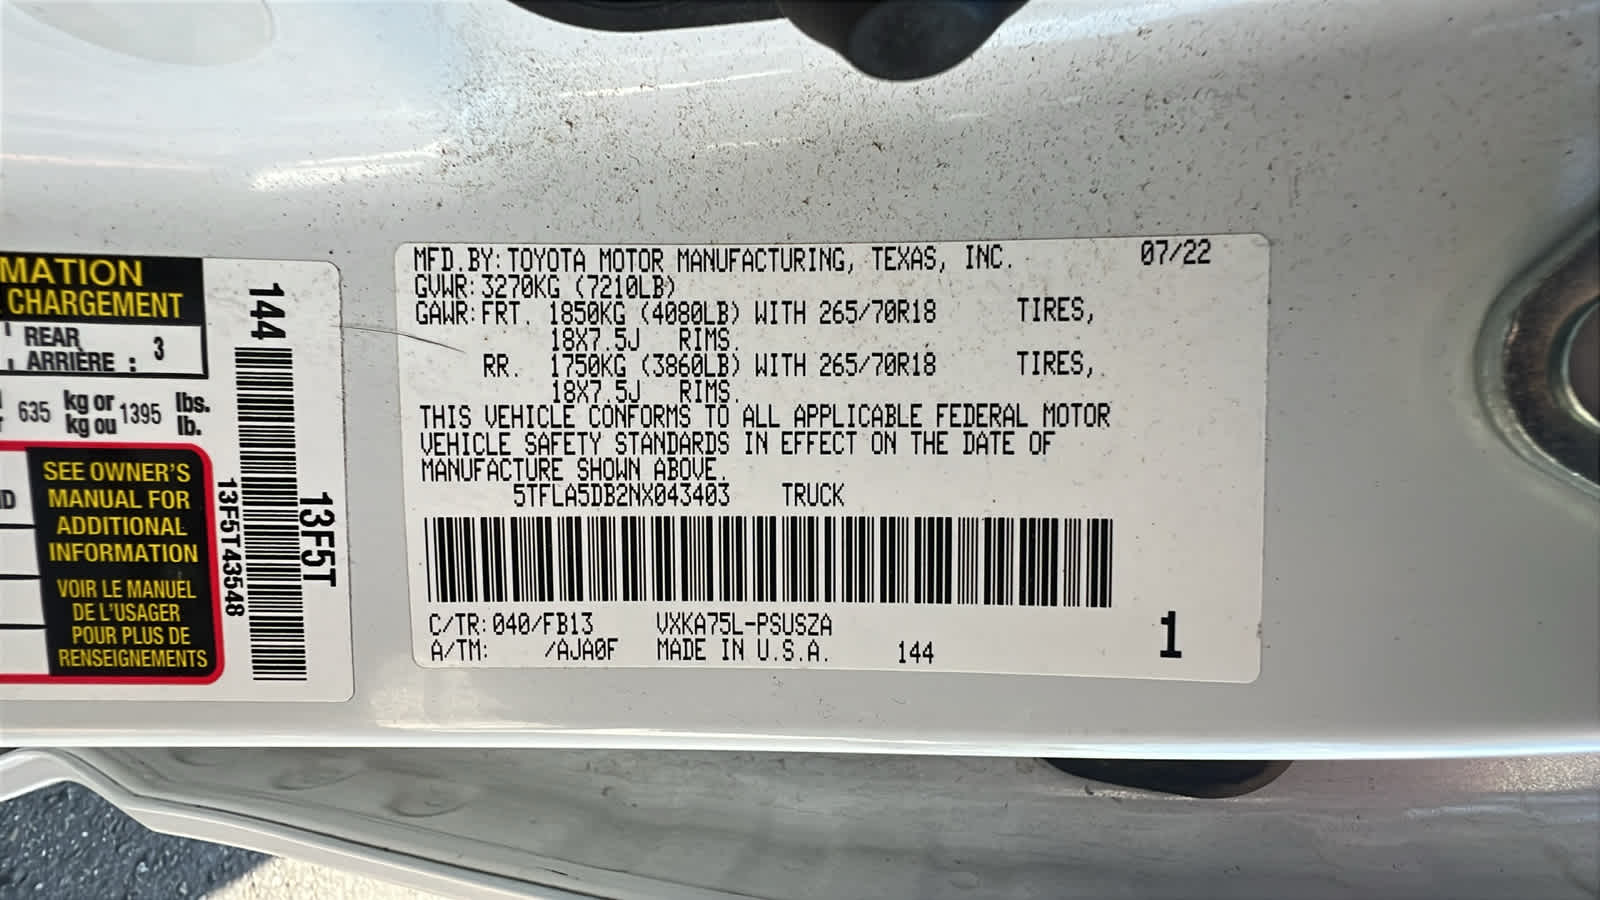 MATION
CHARGEMENT
REAR
ARRIÈRE : 3
635 kg or 1395 lbs.
kg ou lb.
SEE OWNER'S
MANUAL FOR
ADDITIONAL
INFORMATION
VOIR LE MANUEL
DE L'USAGER
POUR PLUS DE
RENSEIGNEMENTS
144
13F5T43548
13F5T
MFD.BY:TOYOTA MOTOR MANUFACTURING, TEXAS, INC. 07/22
GVWR:3270KG (7210LB)
GAWR:FRT. 1850KG (4080LB) WITH 265/70R18 TIRES,
18X7.5J RIMS.
RR. 1750KG (3860LB) WITH 265/70R18 TIRES,
18X7.5J RIMS.
THIS VEHICLE CONFORMS TO ALL APPLICABLE FEDERAL MOTOR
VEHICLE SAFETY STANDARDS IN EFFECT ON THE DATE OF
MANUFACTURE SHOWN ABOVE.
5TFLA5DB2NX043403 TRUCK
C/TR:040/FB13 VXKA75L-PSUSZA
A/TM: /AJA0F MADE IN U.S.A. 144
1